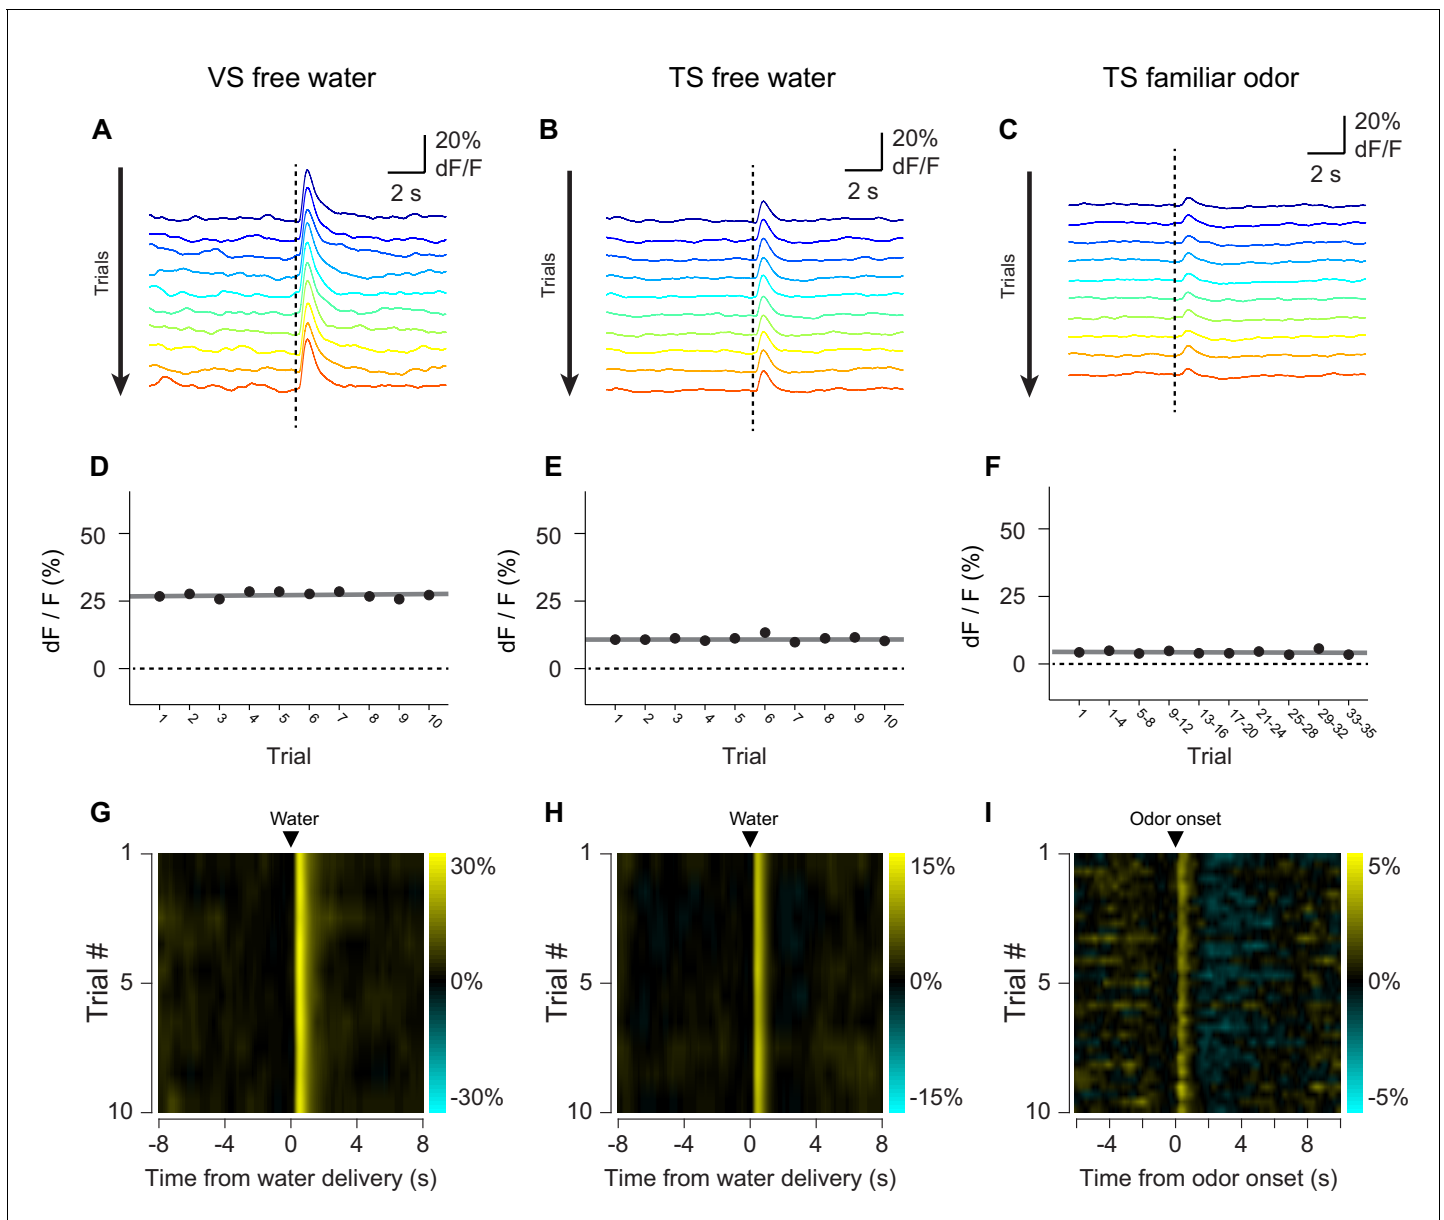 VS free water
TS free water
TS familiar odor
A
20%
dF/F
2 s
Trials
B
20%
dF/F
2 s
Trials
C
20%
dF/F
2 s
Trials
D
50
25
0
dF / F (%)
1 2 3 4 5 6 7 8 9 10
Trial
E
50
25
0
dF / F (%)
1 2 3 4 5 6 7 8 9 10
Trial
F
50
25
0
dF / F (%)
1 1-4 5-8 9-12 13-16 17-20 21-24 25-28 29-32 33-35
Trial
G
Water
1
5
10
Trial #
30%
0%
-30%
-8 -4 0 4 8
Time from water delivery (s)
H
Water
1
5
10
Trial #
15%
0%
-15%
-8 -4 0 4 8
Time from water delivery (s)
I
Odor onset
1
5
10
Trial #
5%
0%
-5%
-4 0 4 8
Time from odor onset (s)